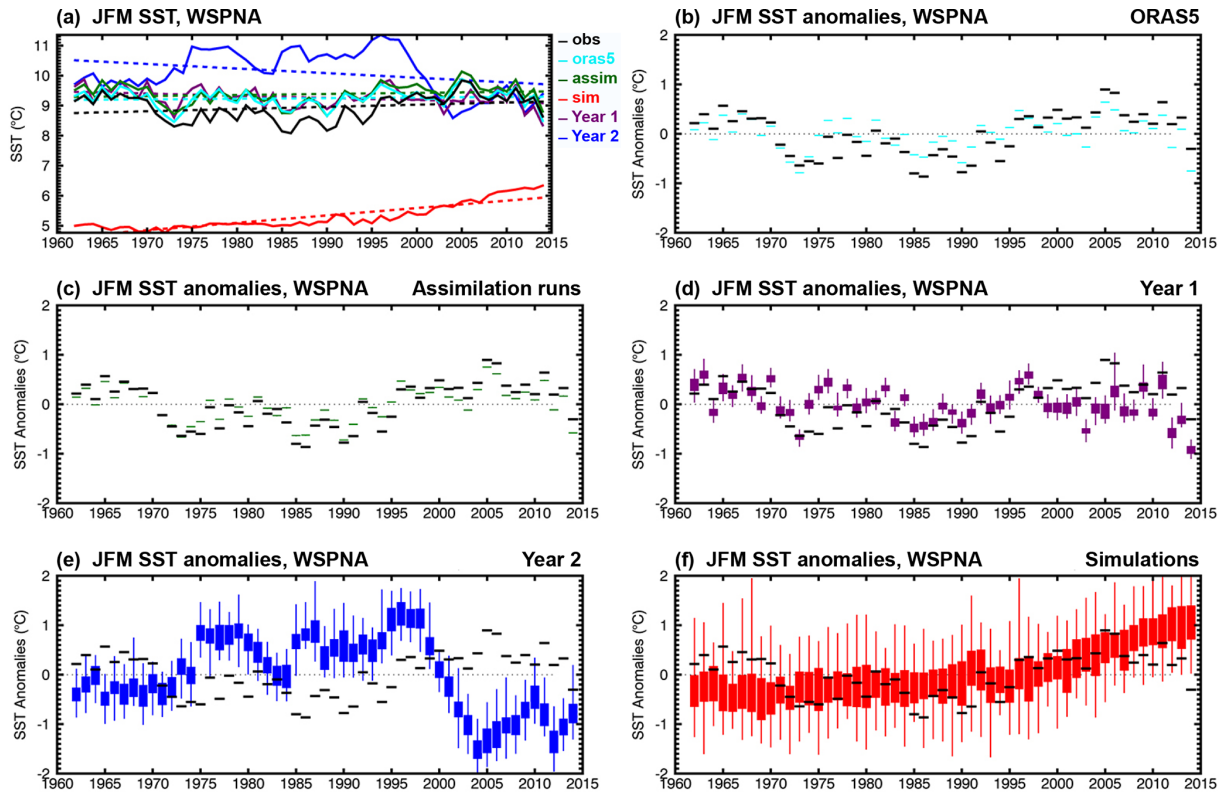 (a) JFM SST, WSPNA
SST (°C)
11
10
9
8
7
6
5
1960 1965 1970 1975 1980 1985 1990 1995 2000 2005 2010 2015
obs
oras5
assim
sim
Year 1
Year 2
(b) JFM SST anomalies, WSPNA ORAS5
SST Anomalies (°C)
2
1
0
-1
-2
1960 1965 1970 1975 1980 1985 1990 1995 2000 2005 2010 2015
(c) JFM SST anomalies, WSPNA Assimilation runs
SST Anomalies (°C)
2
1
0
-1
-2
1960 1965 1970 1975 1980 1985 1990 1995 2000 2005 2010 2015
(d) JFM SST anomalies, WSPNA Year 1
SST Anomalies (°C)
2
1
0
-1
-2
1960 1965 1970 1975 1980 1985 1990 1995 2000 2005 2010 2015
(e) JFM SST anomalies, WSPNA Year 2
SST Anomalies (°C)
2
1
0
-1
-2
1960 1965 1970 1975 1980 1985 1990 1995 2000 2005 2010 2015
(f) JFM SST anomalies, WSPNA Simulations
SST Anomalies (°C)
2
1
0
-1
-2
1960 1965 1970 1975 1980 1985 1990 1995 2000 2005 2010 2015